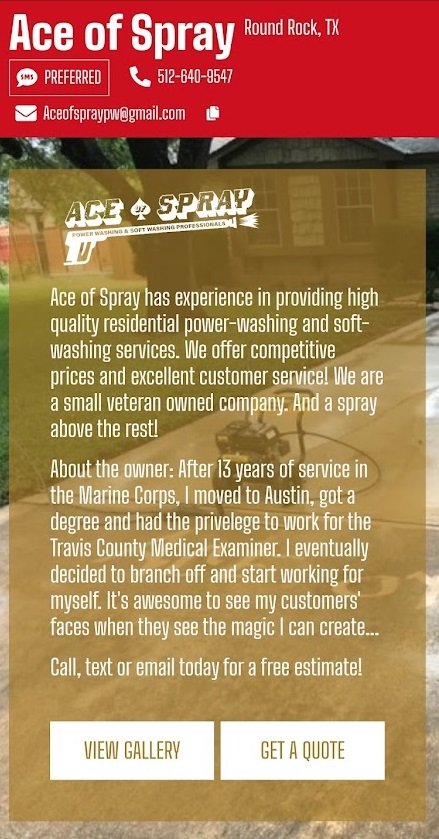 Ace of Spray Round Rock, TX
SMS PREFERRED 512-640-9547
Aceofspraypw@gmail.com
ACE OF SPRAY
POWER WASHING & SOFT WASHING PROFESSIONALS
Ace of Spray has experience in providing high
quality residential power-washing and soft-
washing services. We offer competitive
prices and excellent customer service! We are
a small veteran owned company. And a spray
above the rest!
About the owner: After 13 years of service in
the Marine Corps, I moved to Austin, got a
degree and had the privelege to work for the
Travis County Medical Examiner. I eventually
decided to branch off and start working for
myself. It's awesome to see my customers'
faces when they see the magic I can create...
Call, text or email today for a free estimate!
VIEW GALLERY GET A QUOTE